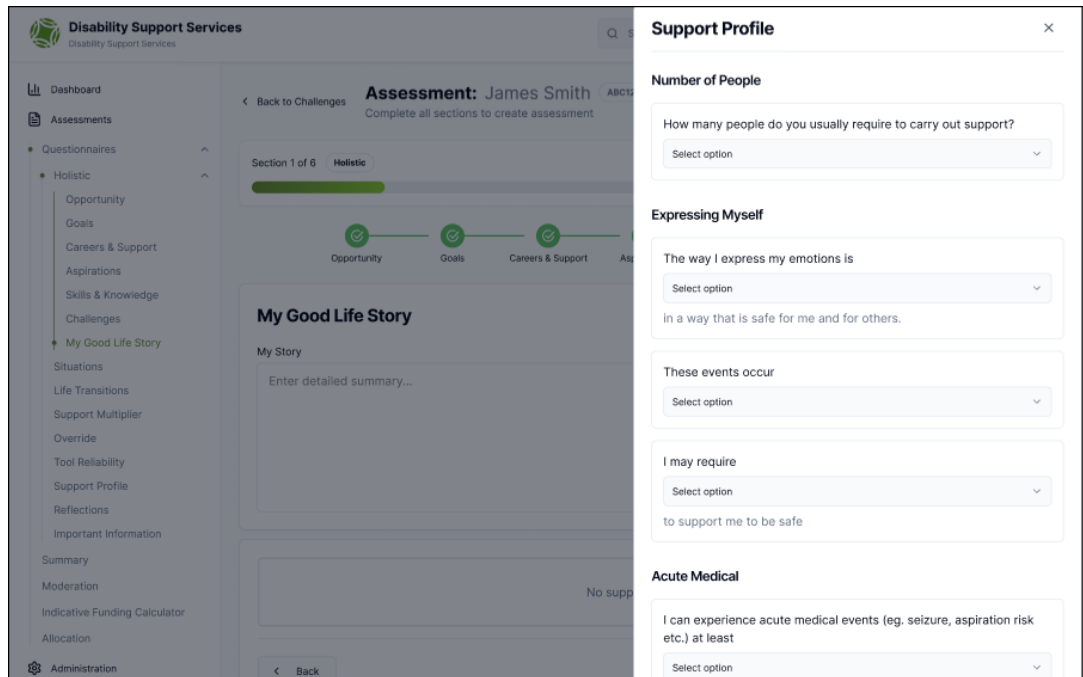 Disability Support Services
Disability Support Services
Dashboard
Assessments
Questionnaires
Holistic
Opportunity
Goals
Careers & Support
Aspirations
Skills & Knowledge
Challenges
My Good Life Story
Situations
Life Transitions
Support Multiplier
Override
Tool Reliability
Support Profile
Reflections
Important Information
Summary
Moderation
Indicative Funding Calculator
Allocation
Administration
Back to Challenges
Assessment: James Smith
ABC12
Complete all sections to create assessment
Section 1 of 6 Holistic
Opportunity Goals Careers & Support Asp
My Good Life Story
My Story
Enter detailed summary...
No supp
Back
Support Profile
Number of People
How many people do you usually require to carry out support?
Select option
Expressing Myself
The way I express my emotions is
Select option
in a way that is safe for me and for others.
These events occur
Select option
I may require
Select option
to support me to be safe
Acute Medical
I can experience acute medical events (eg. seizure, aspiration risk
etc.) at least
Select option